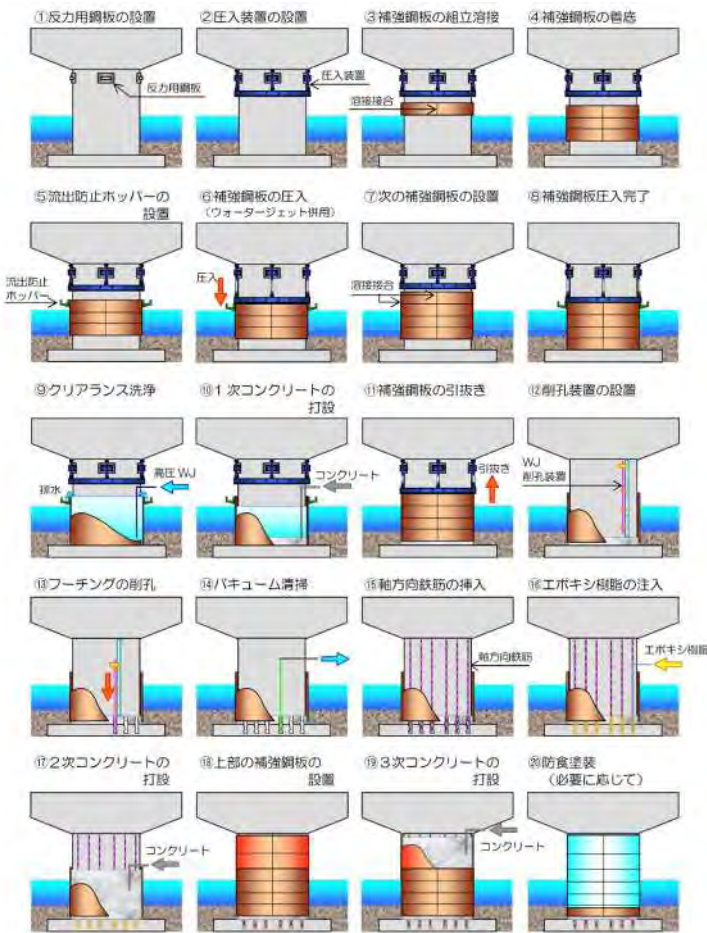 ①反力用鋼板の設置
②圧入装置の設置
③補強鋼板の組立溶接
④補強鋼板の着底
反力用鋼板
圧入装置
溶接接合
⑤流出防止ホッパーの
設置
⑥補強鋼板の圧入
(ウォータージェット併用)
⑦次の補強鋼板の設置
⑧補強鋼板圧入完了
流出防止
ホッパー
圧入
溶接接合
⑨クリアランス洗浄
⑩1次コンクリートの
打設
⑪補強鋼板の引抜き
⑫削孔装置の設置
高圧WJ
排水
コンクリート
引抜き
WJ
削孔装置
⑬フーチングの削孔
⑭バキューム清掃
⑮軸方向鉄筋の挿入
⑯エポキシ樹脂の注入
軸方向鉄筋
エポキシ樹脂
⑰2次コンクリートの
打設
⑱上部の補強鋼板の
設置
⑲3次コンクリートの
打設
⑳防食塗装
(必要に応じて)
コンクリート
コンクリート